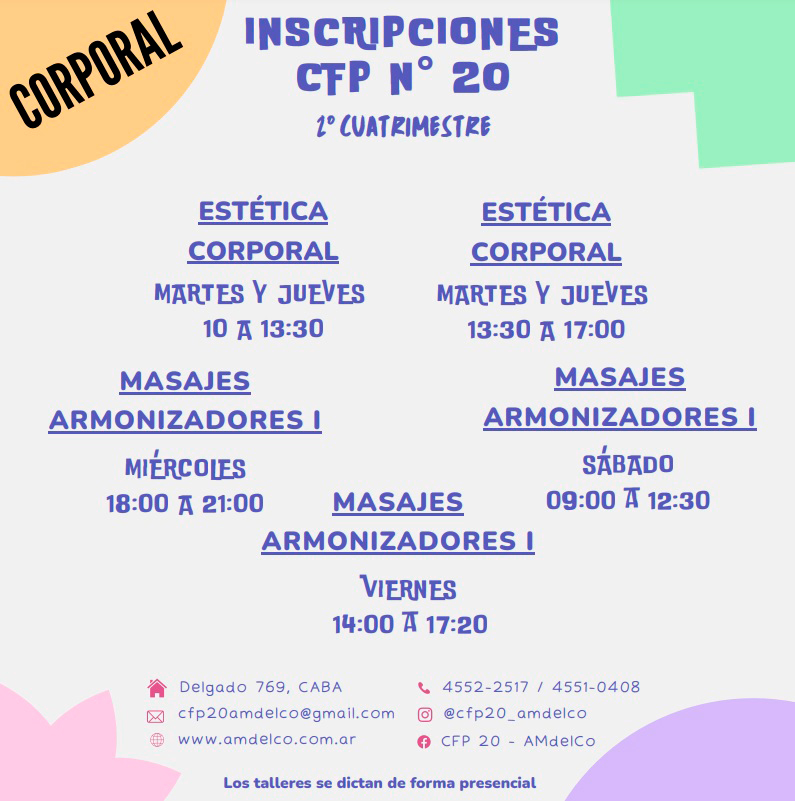 CORPORAL
INSCRIPCIONES
CFP N° 20
2° CUATRIMESTRE
ESTÉTICA
CORPORAL
MARTES Y JUEVES
10 A 13:30
ESTÉTICA
CORPORAL
MARTES Y JUEVES
13:30 A 17:00
MASAJES
ARMONIZADORES I
MIÉRCOLES
18:00 A 21:00
MASAJES
ARMONIZADORES I
SÁBADO
09:00 A 12:30
MASAJES
ARMONIZADORES I
VIERNES
14:00 A 17:20
Delgado 769, CABA
cfp20amdelco@gmail.com
www.amdelco.com.ar
4552-2517 / 4551-0408
@cfp20_amdelco
CFP 20 - AMdelCo
Los talleres se dictan de forma presencial